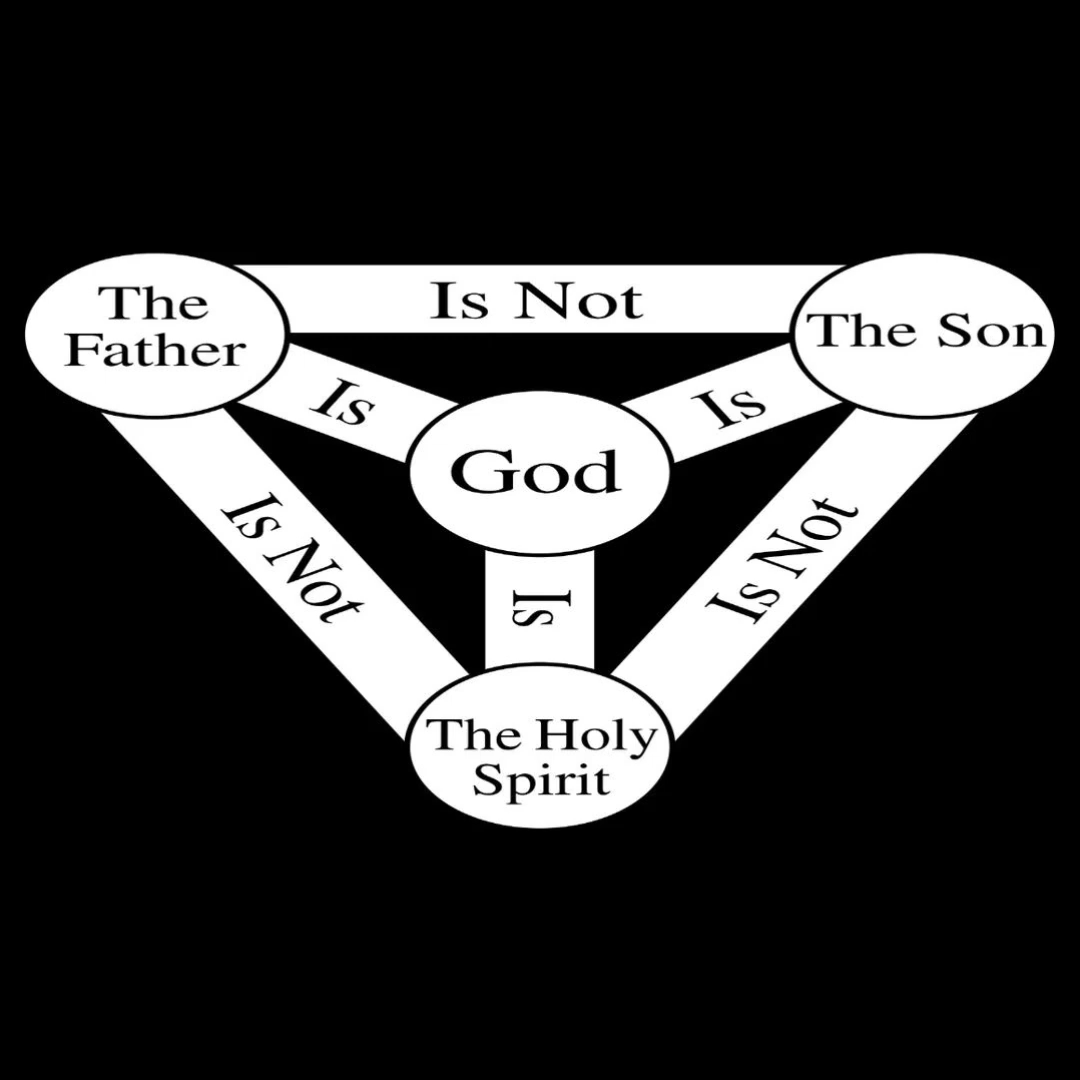 The
Father
Is Not
The Son
Is
Is
God
Is Not
Is Not
Is
The Holy
Spirit